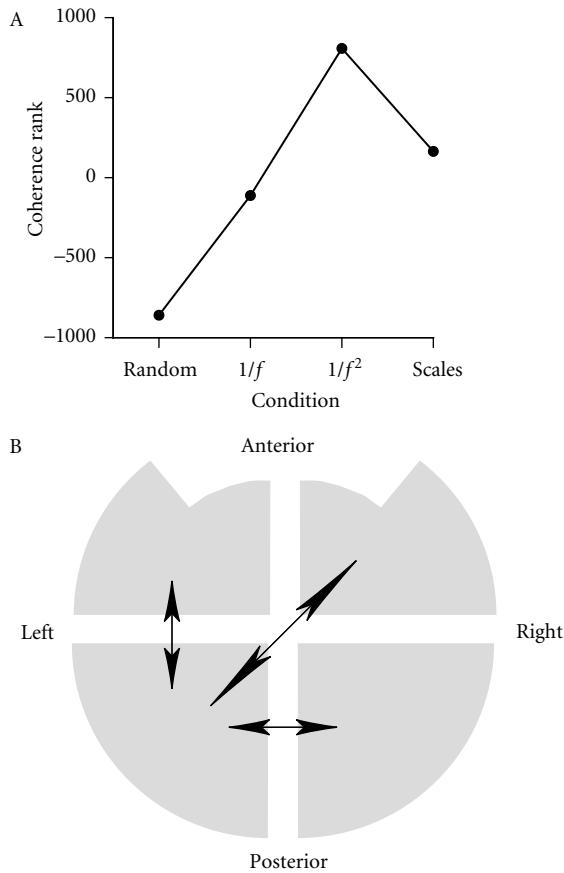 A
1000
500
0
−500
−1000
Coherence rank
Random 1/f 1/f² Scales
Condition
B
Anterior
Left
Right
Posterior